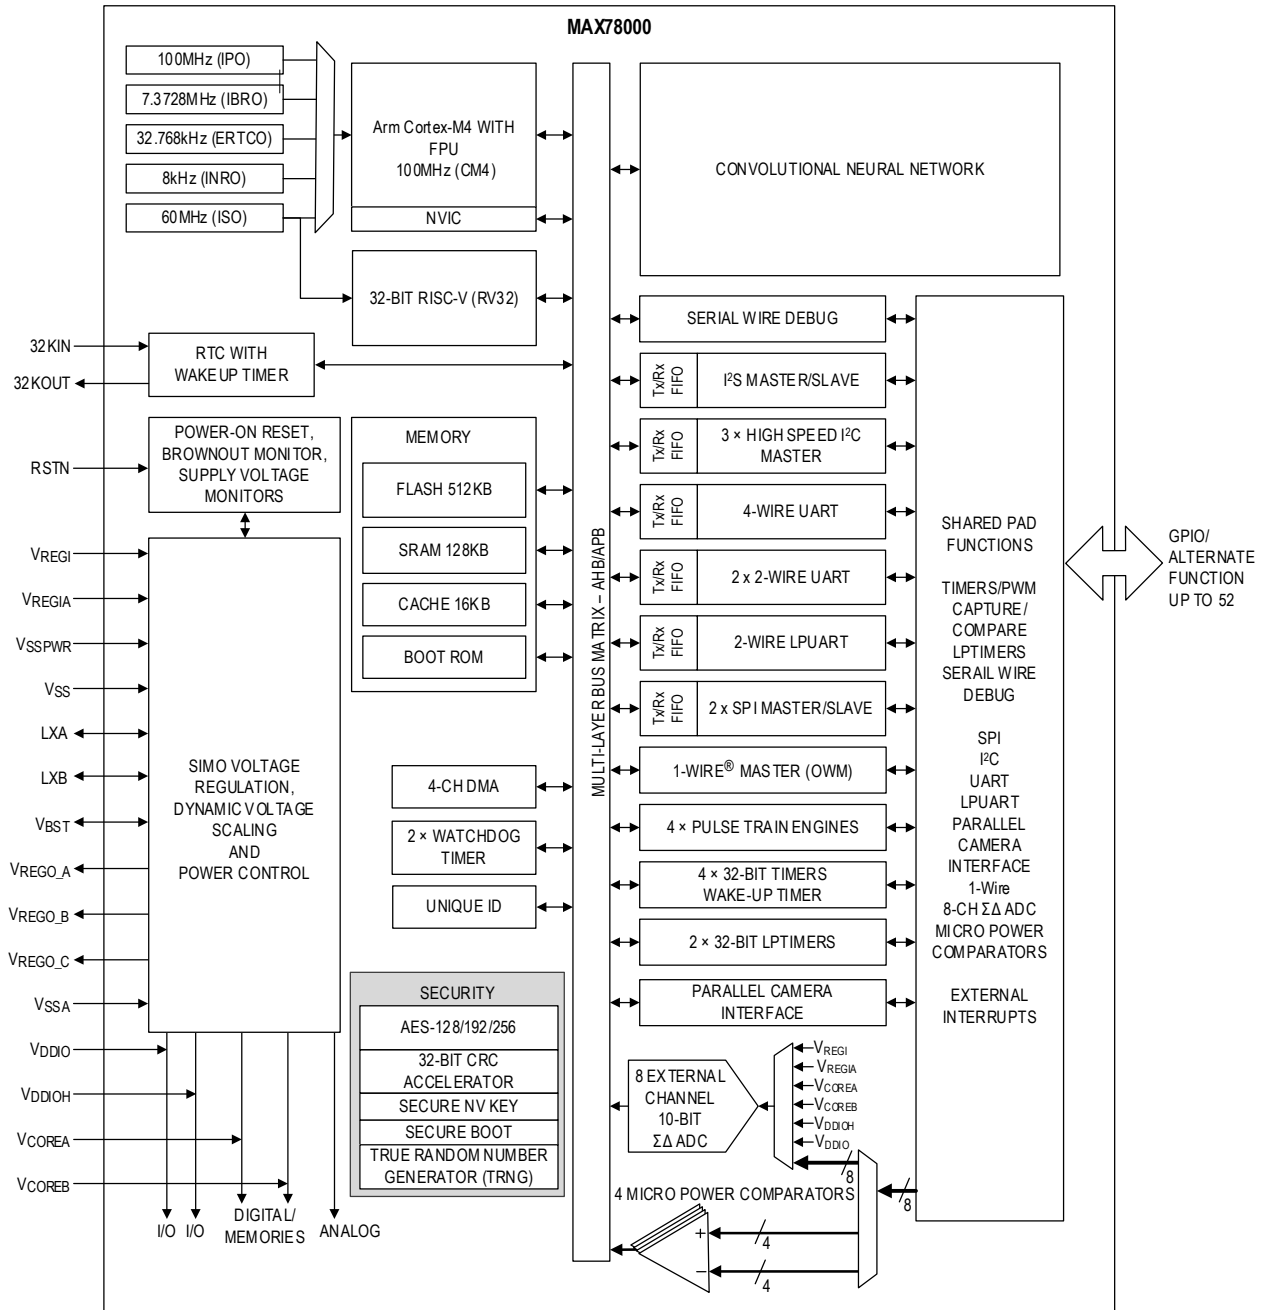 MAX78000
100MHz (IPO)
7.3728MHz (IBRO)
32.768kHz (ERTCO)
8kHz (INRO)
60MHz (ISO)
Arm Cortex-M4 WITH
FPU
100MHz (CM4)
NVIC
32-BIT RISC-V (RV32)
CONVOLUTIONAL NEURAL NETWORK
32KIN
32KOUT
RTC WITH
WAKEUP TIMER
RSTN
POWER-ON RESET,
BROWNOUT MONITOR,
SUPPLY VOLTAGE
MONITORS
VREGI
VREGIA
VSSPWR
VSS
LXA
LXB
VBST
VREGO_A
VREGO_B
VREGO_C
VSSA
VDDIO
VDDIOH
VCOREA
VCOREB
SIMO VOLTAGE
REGULATION,
DYNAMIC VOLTAGE
SCALING
AND
POWER CONTROL
I/O
I/O
DIGITAL/
MEMORIES
ANALOG
MEMORY
FLASH 512KB
SRAM 128KB
CACHE 16KB
BOOT ROM
4-CH DMA
2 × WATCHDOG
TIMER
UNIQUE ID
SECURITY
AES-128/192/256
32-BIT CRC
ACCELERATOR
SECURE NV KEY
SECURE BOOT
TRUE RANDOM NUMBER
GENERATOR (TRNG)
MULTI-LAYER BUS MATRIX – AHB/APB
SERIAL WIRE DEBUG
Tx/Rx
FIFO
I²S MASTER/SLAVE
Tx/Rx
FIFO
3 × HIGH SPEED I²C
MASTER
Tx/Rx
FIFO
4-WIRE UART
Tx/Rx
FIFO
2 x 2-WIRE UART
Tx/Rx
FIFO
2-WIRE LPUART
Tx/Rx
FIFO
2 x SPI MASTER/SLAVE
1-WIRE® MASTER (OWM)
4 × PULSE TRAIN ENGINES
4 × 32-BIT TIMERS
WAKE-UP TIMER
2 × 32-BIT LPTIMERS
PARALLEL CAMERA
INTERFACE
8 EXTERNAL
CHANNEL
10-BIT
ΣΔ ADC
VREGI
VREGIA
VCOREA
VCOREB
VDDIOH
VDDIO
8
8
4 MICRO POWER COMPARATORS
+
4
−
4
SHARED PAD
FUNCTIONS
TIMERS/PWM
CAPTURE/
COMPARE
LPTIMERS
SERAIL WIRE
DEBUG
SPI
I²C
UART
LPUART
PARALLEL
CAMERA
INTERFACE
1-Wire
8-CH ΣΔ ADC
MICRO POWER
COMPARATORS
EXTERNAL
INTERRUPTS
GPIO/
ALTERNATE
FUNCTION
UP TO 52